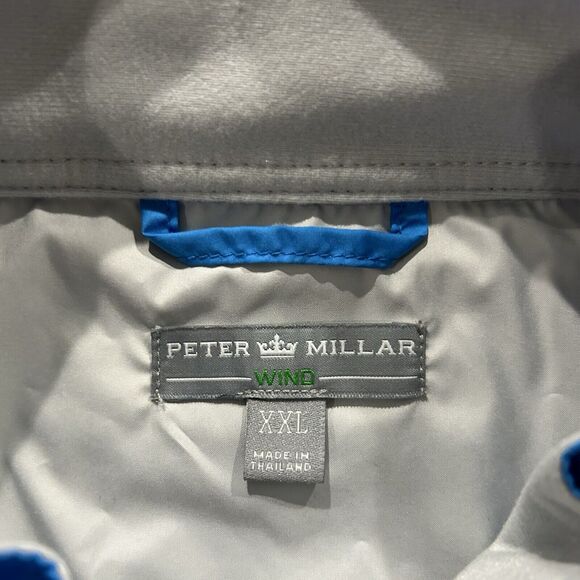 PETER MILLAR
WIND
XXL
MADE IN
THAILAND